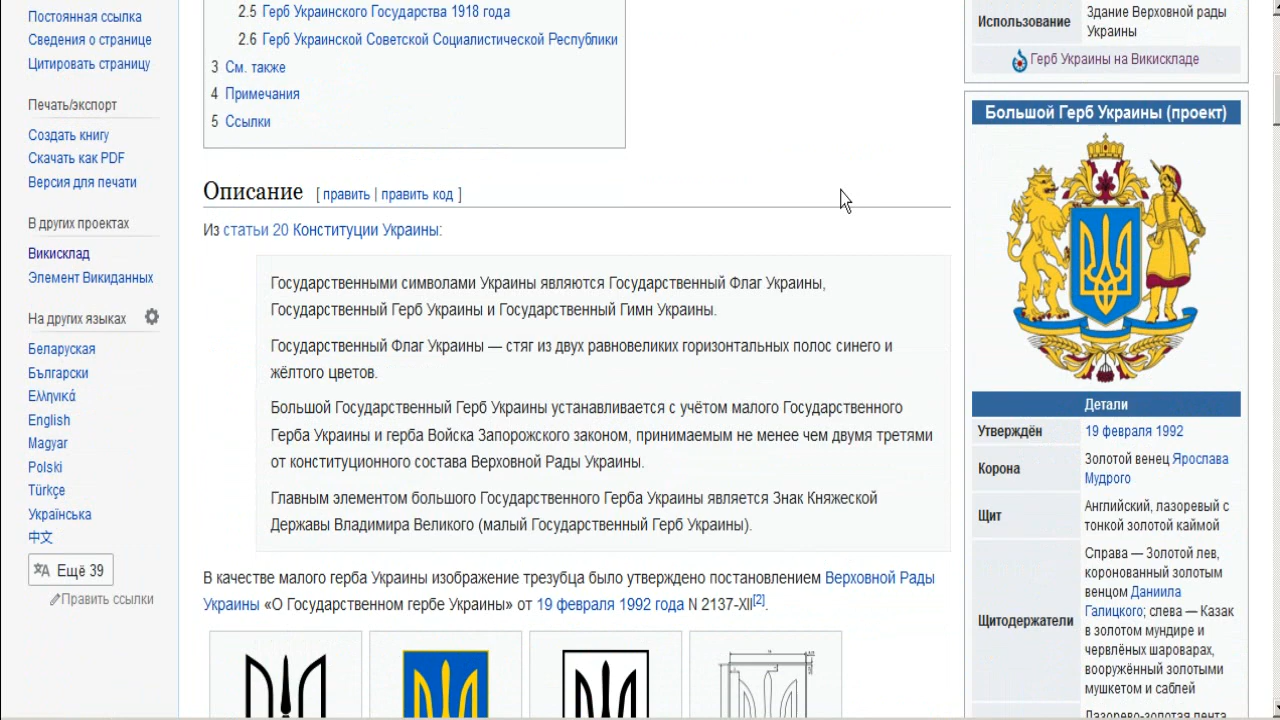 Постоянная ссылка
Сведения о странице
Цитировать страницу
Печать/экспорт
Создать книгу
Скачать как PDF
Версия для печати
В других проектах
Викисклад
Элемент Викиданных
На других языках
Беларуская
Български
Ελληνικά
English
Magyar
Polski
Türkçe
Українська
中文
Ещё 39
Править ссылки
2.5 Герб Украинского Государства 1918 года
2.6 Герб Украинской Советской Социалистической Республики
3 См. также
4 Примечания
5 Ссылки
Описание [ править | править код ]
Из статьи 20 Конституции Украины:
Государственными символами Украины являются Государственный Флаг Украины,
Государственный Герб Украины и Государственный Гимн Украины.
Государственный Флаг Украины — стяг из двух равновеликих горизонтальных полос синего и
жёлтого цветов.
Большой Государственный Герб Украины устанавливается с учётом малого Государственного
Герба Украины и герба Войска Запорожского законом, принимаемым не менее чем двумя третями
от конституционного состава Верховной Рады Украины.
Главным элементом большого Государственного Герба Украины является Знак Княжеской
Державы Владимира Великого (малый Государственный Герб Украины).
В качестве малого герба Украины изображение трезубца было утверждено постановлением Верховной Рады
Украины «О Государственном гербе Украины» от 19 февраля 1992 года N 2137-XII[2].
Использование
Здание Верховной рады
Украины
Герб Украины на Викискладе
Большой Герб Украины (проект)
Детали
Утверждён 19 февраля 1992
Корона
Золотой венец Ярослава
Мудрого
Щит
Английский, лазоревый с
тонкой золотой каймой
Щитодержатели
Справа — Золотой лев,
коронованный золотым
венцом Даниила
Галицкого; слева — Казак
в золотом мундире и
червлёных шароварах,
вооружённый золотыми
мушкетом и саблей
Лазорево-золотая лента